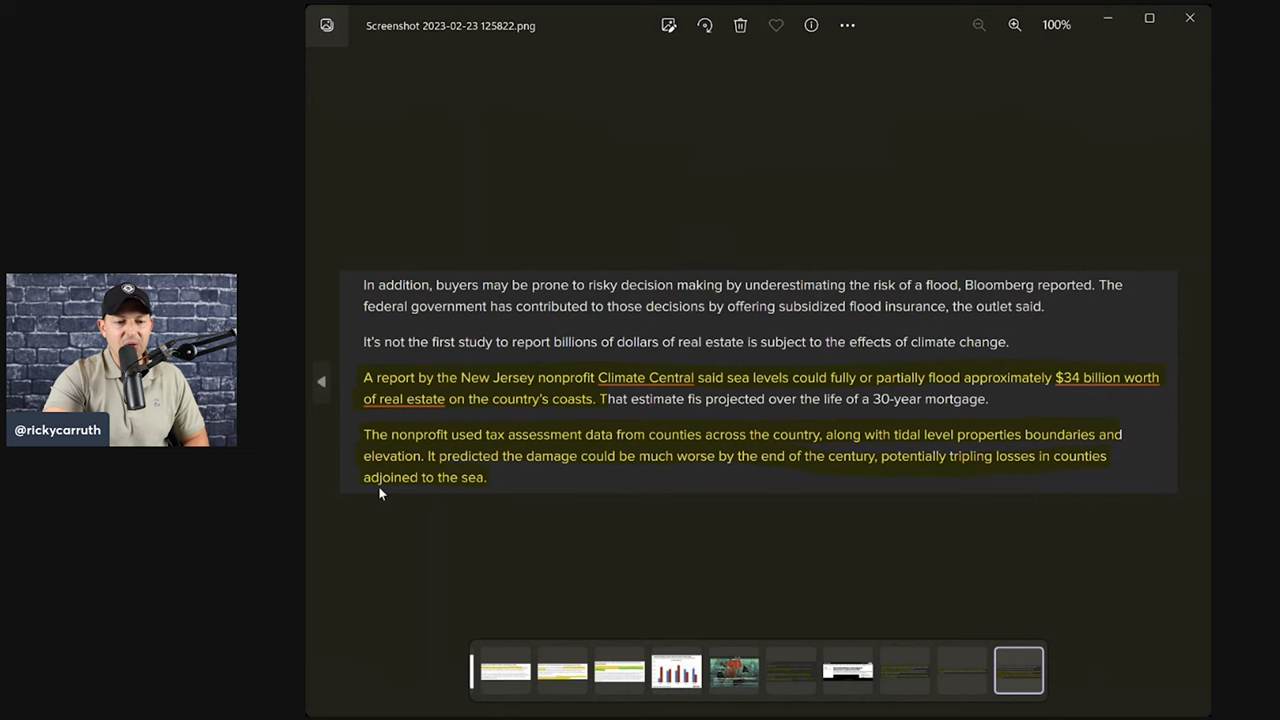 Screenshot 2023-02-23 125822.png
100%
In addition, buyers may be prone to risky decision making by underestimating the risk of a flood, Bloomberg reported. The
federal government has contributed to those decisions by offering subsidized flood insurance, the outlet said.
It's not the first study to report billions of dollars of real estate is subject to the effects of climate change.
A report by the New Jersey nonprofit Climate Central said sea levels could fully or partially flood approximately $34 billion worth
of real estate on the country's coasts. That estimate fis projected over the life of a 30-year mortgage.
The nonprofit used tax assessment data from counties across the country, along with tidal level properties boundaries and
elevation. It predicted the damage could be much worse by the end of the century, potentially tripling losses in counties
adjoined to the sea.
@rickycarruth